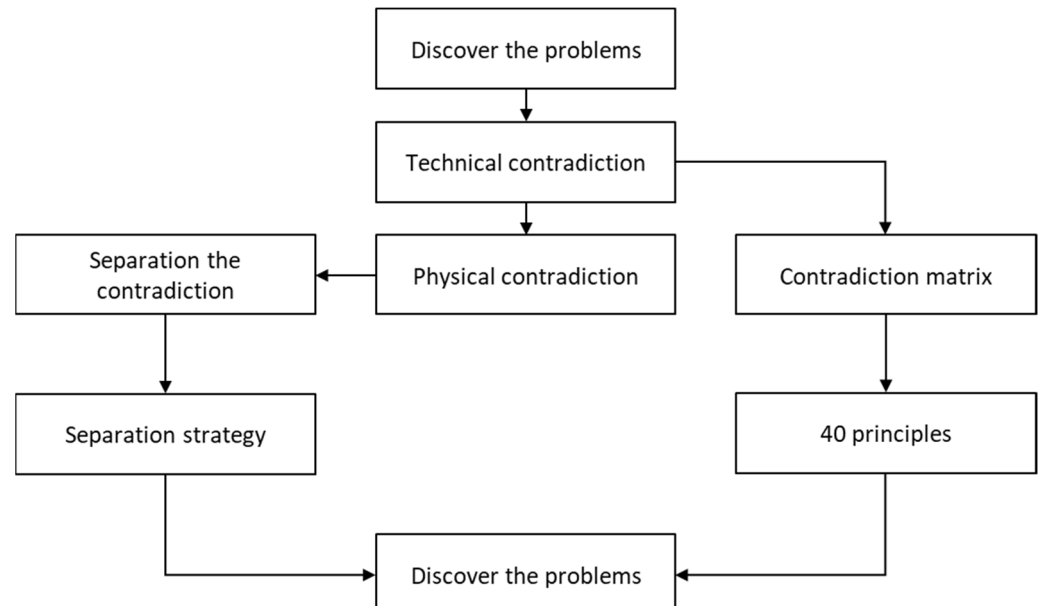 Discover the problems
Technical contradiction
Separation the
contradiction
Physical contradiction
Contradiction matrix
Separation strategy
40 principles
Discover the problems